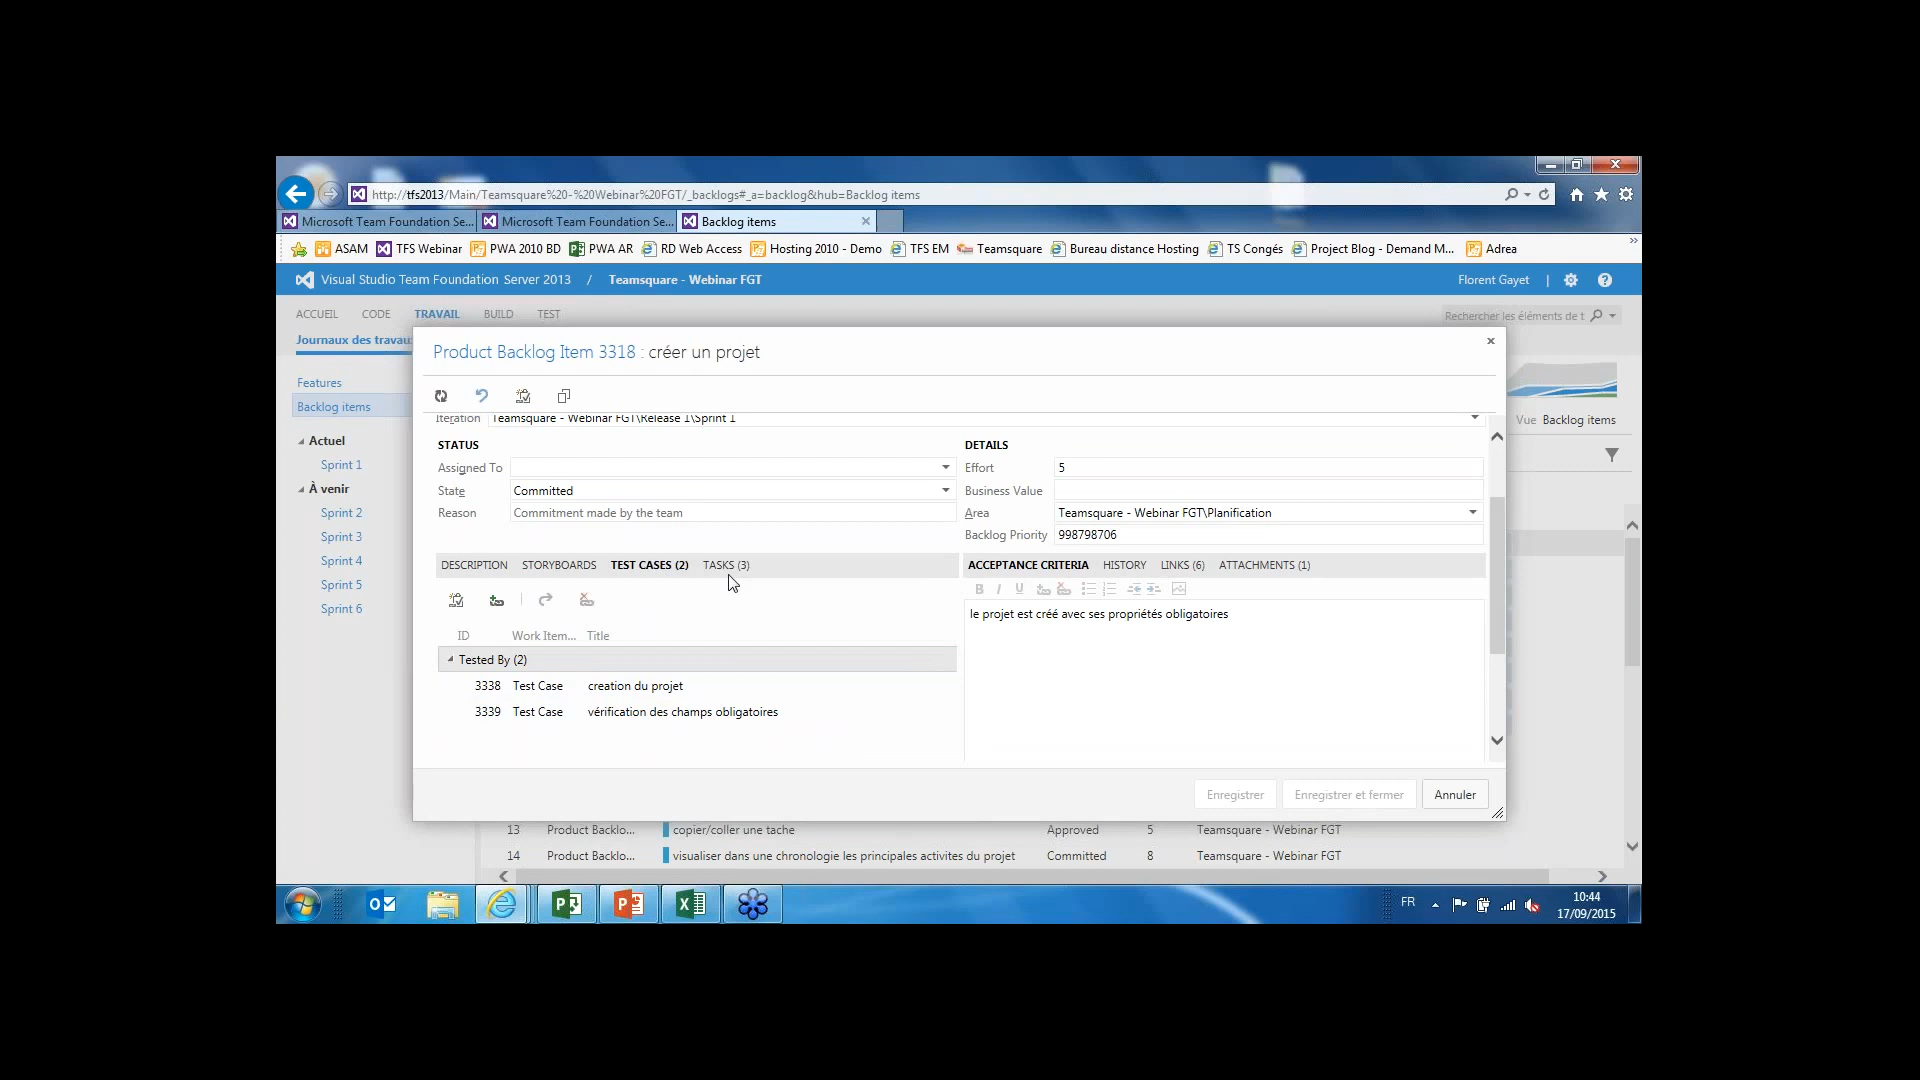 http://tfs2013/Main/Teamsquare%20-%20Webinar%20FGT/_backlogs#_a=backlog&hub=Backlog items
Microsoft Team Foundation Se... Microsoft Team Foundation Se... Backlog items
ASAM TFS Webinar PWA 2010 BD PWA AR RD Web Access Hosting 2010 - Demo TFS EM Teamsquare Bureau distance Hosting TS Congés Project Blog - Demand M... Adrea
Visual Studio Team Foundation Server 2013 / Teamsquare - Webinar FGT Florent Gayet |
ACCUEIL CODE TRAVAIL BUILD TEST Rechercher les éléments de t
Journaux des travau
Product Backlog Item 3318 : créer un projet
Features
Backlog items
Vue Backlog items
Iteration Teamsquare - Webinar FGT\Release 1\Sprint 1
Actuel
Sprint 1
À venir
Sprint 2
Sprint 3
Sprint 4
Sprint 5
Sprint 6
STATUS DETAILS
Assigned To Effort 5
State Committed Business Value
Reason Commitment made by the team Area Teamsquare - Webinar FGT\Planification
Backlog Priority 998798706
DESCRIPTION STORYBOARDS TEST CASES (2) TASKS (3) ACCEPTANCE CRITERIA HISTORY LINKS (6) ATTACHMENTS (1)
B I U
le projet est créé avec ses propriétés obligatoires
ID Work Item... Title
Tested By (2)
3338 Test Case creation du projet
3339 Test Case vérification des champs obligatoires
Enregistrer Enregistrer et fermer Annuler
13 Product Backlo... copier/coller une tache Approved 5 Teamsquare - Webinar FGT
14 Product Backlo... visualiser dans une chronologie les principales activites du projet Committed 8 Teamsquare - Webinar FGT
FR 10:44
17/09/2015